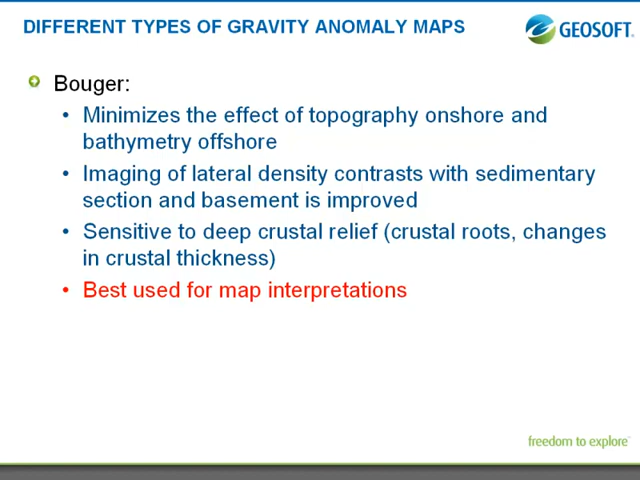 DIFFERENT TYPES OF GRAVITY ANOMALY MAPS
GEOSOFT
Bouger:
• Minimizes the effect of topography onshore and
bathymetry offshore
• Imaging of lateral density contrasts with sedimentary
section and basement is improved
• Sensitive to deep crustal relief (crustal roots, changes
in crustal thickness)
• Best used for map interpretations
freedom to explore